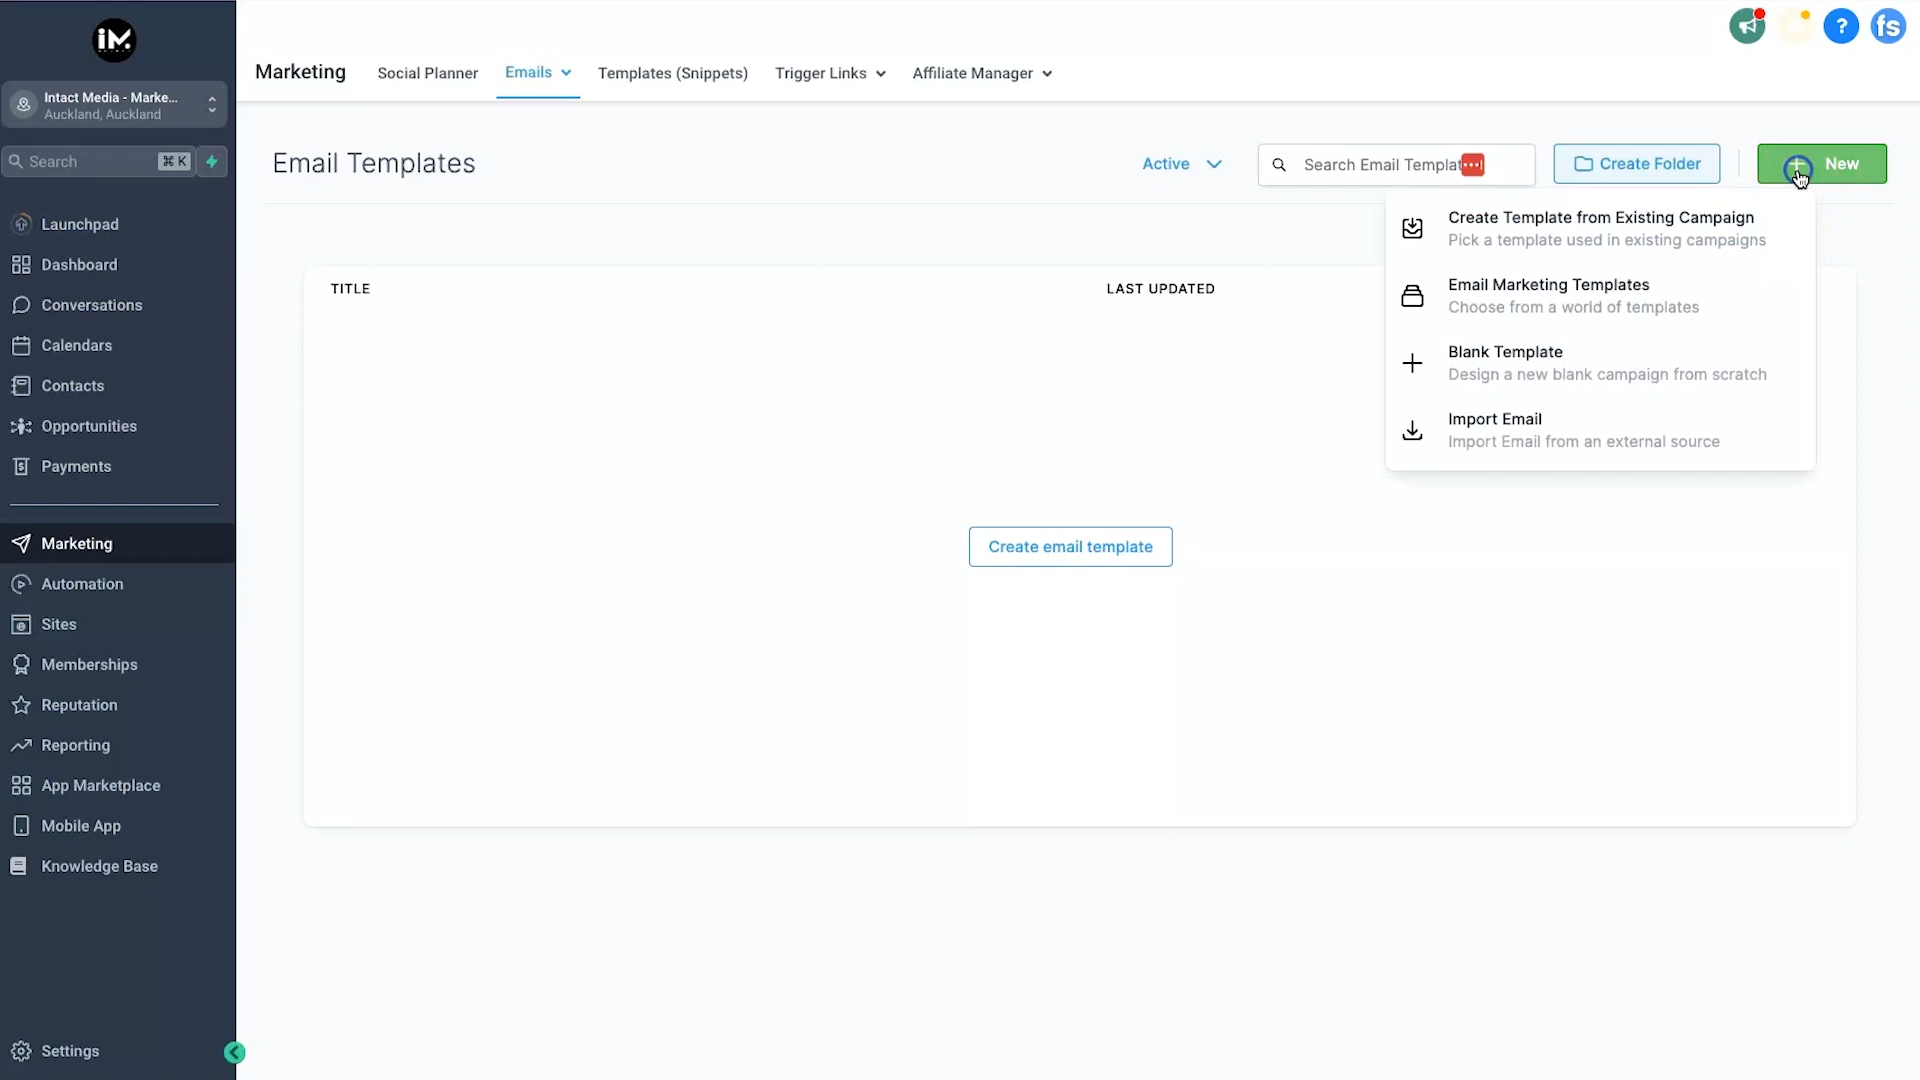 iM.
Intact Media - Marke...
Auckland, Auckland
Search
⌘ K
Launchpad
Dashboard
Conversations
Calendars
Contacts
Opportunities
Payments
Marketing
Automation
Sites
Memberships
Reputation
Reporting
App Marketplace
Mobile App
Knowledge Base
Settings
Marketing
Social Planner
Emails
Templates (Snippets)
Trigger Links
Affiliate Manager
?
fs
Email Templates
Active
Search Email Templat
Create Folder
New
Create Template from Existing Campaign
Pick a template used in existing campaigns
Email Marketing Templates
Choose from a world of templates
Blank Template
Design a new blank campaign from scratch
Import Email
Import Email from an external source
TITLE
LAST UPDATED
Create email template